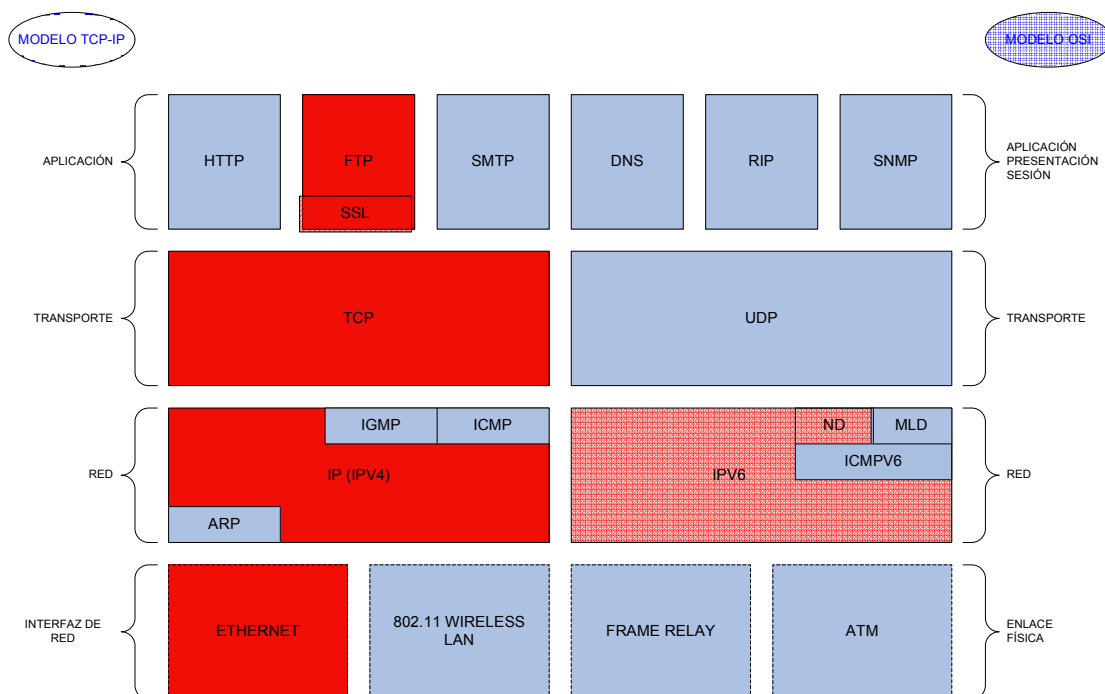 MODELO TCP-IP
MODELO OSI
APLICACIÓN
HTTP
FTP
SSL
SMTP
DNS
RIP
SNMP
APLICACIÓN
PRESENTACIÓN
SESIÓN
TRANSPORTE
TCP
UDP
TRANSPORTE
RED
IGMP
ICMP
IP (IPV4)
ARP
ND
MLD
ICMPV6
IPV6
RED
INTERFAZ DE
RED
ETHERNET
802.11 WIRELESS
LAN
FRAME RELAY
ATM
ENLACE
FÍSICA